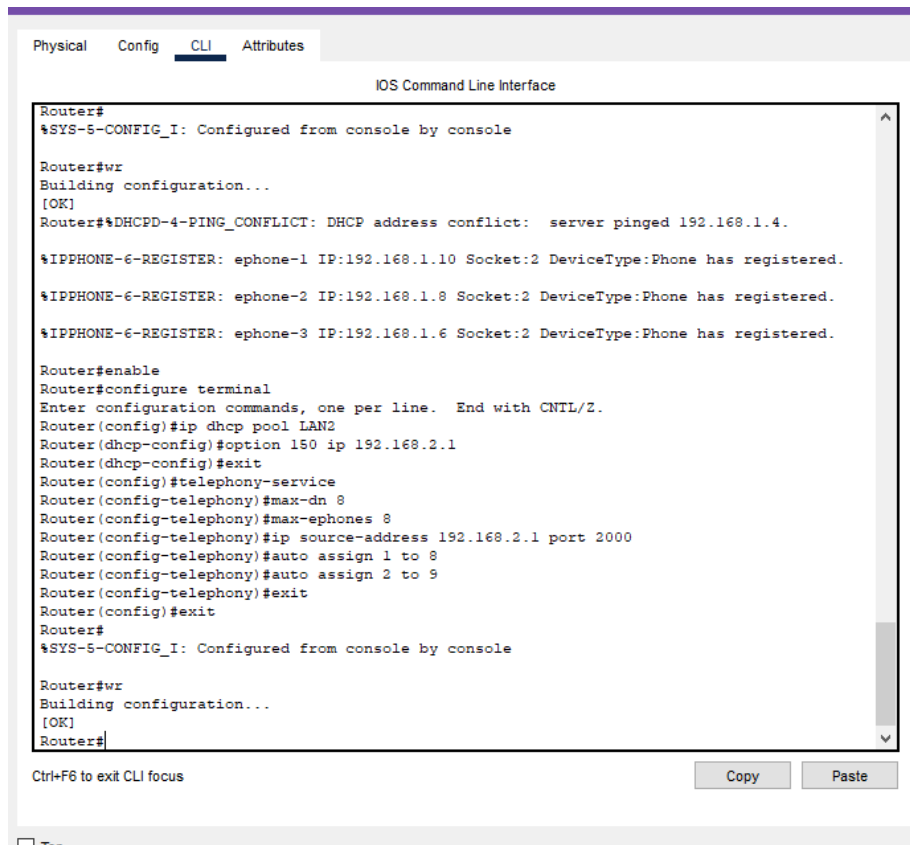 Physical Config CLI Attributes
IOS Command Line Interface
Router#
%SYS-5-CONFIG_I: Configured from console by console
Router#wr
Building configuration...
[OK]
Router#%DHCPD-4-PING_CONFLICT: DHCP address conflict:  server pinged 192.168.1.4.
%IPPHONE-6-REGISTER: ephone-1 IP:192.168.1.10 Socket:2 DeviceType:Phone has registered.
%IPPHONE-6-REGISTER: ephone-2 IP:192.168.1.8 Socket:2 DeviceType:Phone has registered.
%IPPHONE-6-REGISTER: ephone-3 IP:192.168.1.6 Socket:2 DeviceType:Phone has registered.
Router#enable
Router#configure terminal
Enter configuration commands, one per line.  End with CNTL/Z.
Router(config)#ip dhcp pool LAN2
Router(dhcp-config)#option 150 ip 192.168.2.1
Router(dhcp-config)#exit
Router(config)#telephony-service
Router(config-telephony)#max-dn 8
Router(config-telephony)#max-ephones 8
Router(config-telephony)#ip source-address 192.168.2.1 port 2000
Router(config-telephony)#auto assign 1 to 8
Router(config-telephony)#auto assign 2 to 9
Router(config-telephony)#exit
Router(config)#exit
Router#
%SYS-5-CONFIG_I: Configured from console by console
Router#wr
Building configuration...
[OK]
Router#
Ctrl+F6 to exit CLI focus
Copy Paste